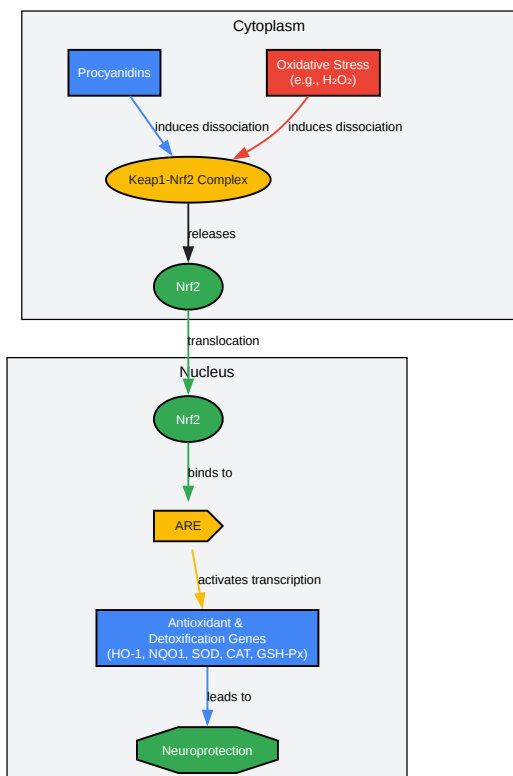 Cytoplasm
Procyanidins
Oxidative Stress
(e.g., H₂O₂)
induces dissociation
induces dissociation
Keap1-Nrf2 Complex
releases
Nrf2
translocation
Nucleus
Nrf2
binds to
ARE
activates transcription
Antioxidant &
Detoxification Genes
(HO-1, NQO1, SOD, CAT, GSH-Px)
leads to
Neuroprotection